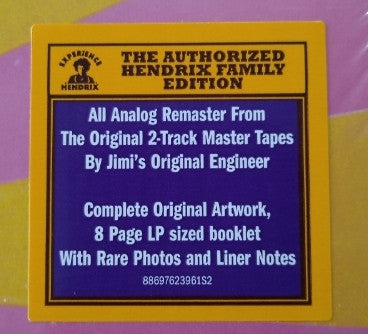 EXPERIENCE
HENDRIX
THE AUTHORIZED
HENDRIX FAMILY
EDITION
All Analog Remaster From
The Original 2-Track Master Tapes
By Jimi's Original Engineer
Complete Original Artwork,
8 Page LP sized booklet
With Rare Photos and Liner Notes
88697623961S2